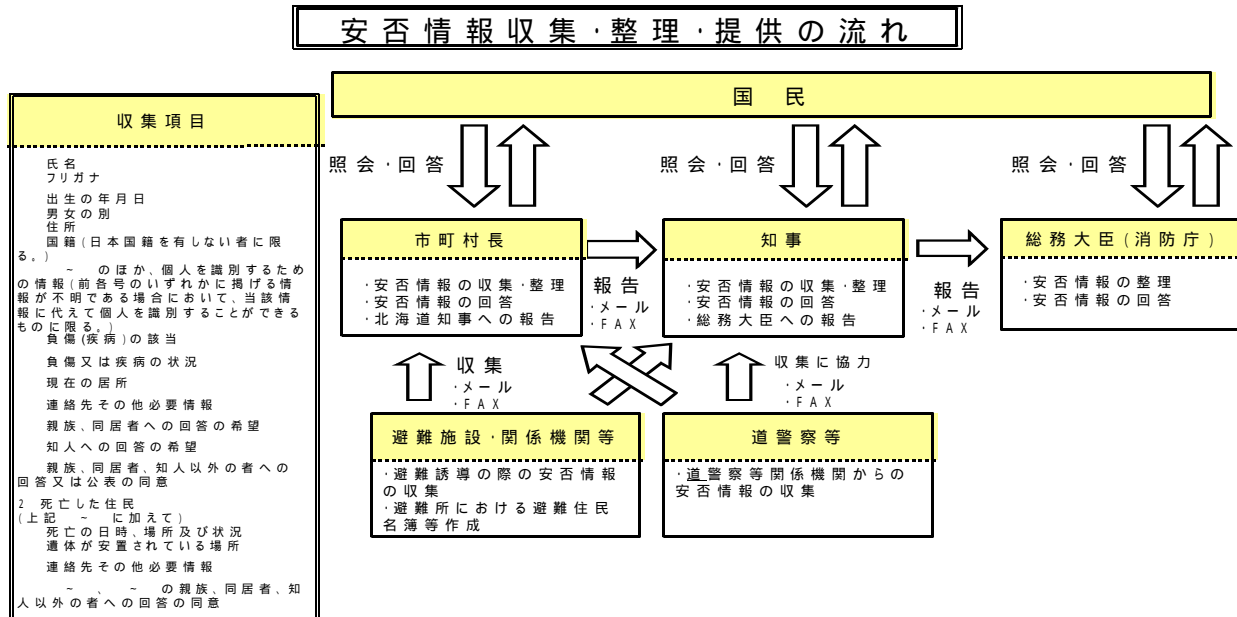 安否情報収集・整理・提供の流れ
国　民
収集項目
氏名
フリガナ
出生の年月日
男女の別
住所
国籍(日本国籍を有しない者に限
る。)
～　のほか、個人を識別するため
の情報(前各号のいずれかに掲げる情
報が不明である場合において、当該情
報に代えて個人を識別することができる
ものに限る。)
負傷(疾病)の該当
負傷又は疾病の状況
現在の居所
連絡先その他必要情報
親族、同居者への回答の希望
知人への回答の希望
親族、同居者、知人以外の者への
回答又は公表の同意
2 死亡した住民
(上記　～　に加えて)
死亡の日時、場所及び状況
遺体が安置されている場所
連絡先その他必要情報
～　、　～　の親族、同居者、知
人以外の者への回答の同意
照会・回答
照会・回答
照会・回答
市町村長
・安否情報の収集・整理
・安否情報の回答
・北海道知事への報告
報告
・メール
・FAX
知事
・安否情報の収集・整理
・安否情報の回答
・総務大臣への報告
報告
・メール
・FAX
総務大臣(消防庁)
・安否情報の整理
・安否情報の回答
収集
・メール
・FAX
収集に協力
・メール
・FAX
避難施設・関係機関等
・避難誘導の際の安否情報
の収集
・避難所における避難住民
名簿等作成
道警察等
・道警察等関係機関からの
安否情報の収集